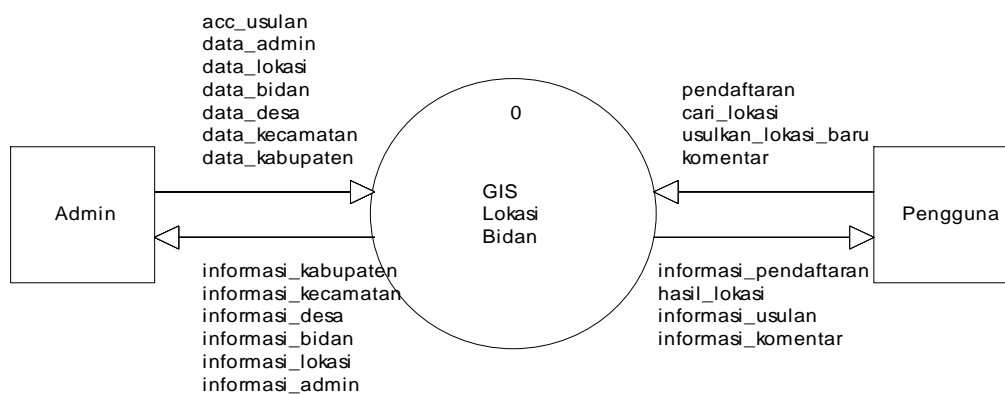 acc_usulan
data_admin
data_lokasi
data_bidan
data_desa
data_kecamatan
data_kabupaten
0
pendaftaran
cari_lokasi
usulkan_lokasi_baru
komentar
Admin
GIS
Lokasi
Bidan
Pengguna
informasi_kabupaten
informasi_kecamatan
informasi_desa
informasi_bidan
informasi_lokasi
informasi_admin
informasi_pendaftaran
hasil_lokasi
informasi_usulan
informasi_komentar